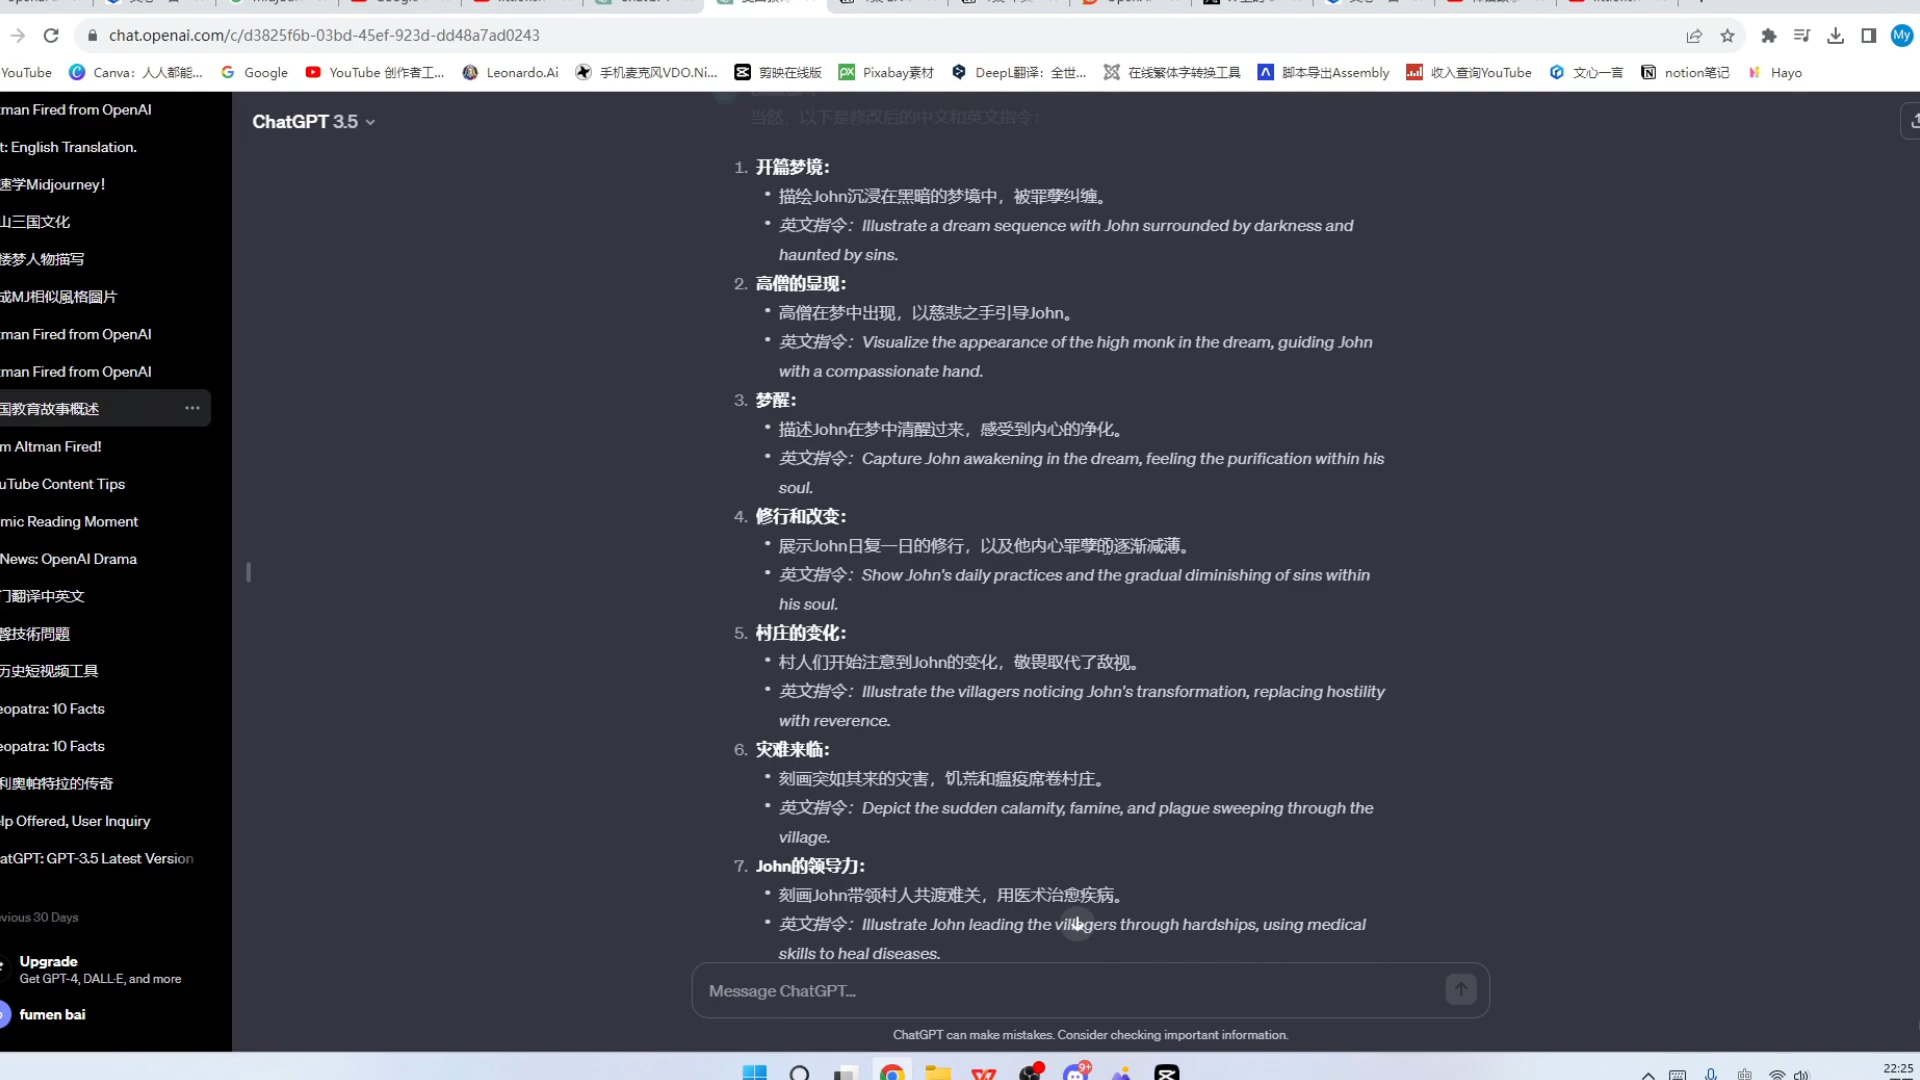 chat.openai.com/c/d3825f6b-03bd-45ef-923d-dd48a7ad0243
My
YouTube
Canva：人人都能...
Google
YouTube 创作者工...
Leonardo.Ai
手机麦克风VDO.Ni...
剪映在线版
Pixabay素材
DeepL翻译：全世...
在线繁体字转换工具
脚本导出Assembly
收入查询YouTube
文心一言
notion笔记
Hayo
tman Fired from OpenAI
t: English Translation.
速学Midjourney！
山三国文化
楼梦人物描写
成MJ相似風格圖片
tman Fired from OpenAI
tman Fired from OpenAI
国教育故事概述
m Altman Fired!
uTube Content Tips
mic Reading Moment
News: OpenAI Drama
门翻译中英文
聲技術問題
历史短视频工具
eopatra: 10 Facts
eopatra: 10 Facts
利奥帕特拉的传奇
lp Offered, User Inquiry
atGPT: GPT-3.5 Latest Version
evious 30 Days
Upgrade
Get GPT-4, DALL·E, and more
fumen bai
ChatGPT 3.5
当然，以下是修改后的中文和英文指令：
1. 开篇梦境:
• 描绘John沉浸在黑暗的梦境中，被罪孽纠缠。
• 英文指令：Illustrate a dream sequence with John surrounded by darkness and
haunted by sins.
2. 高僧的显现:
• 高僧在梦中出现，以慈悲之手引导John。
• 英文指令：Visualize the appearance of the high monk in the dream, guiding John
with a compassionate hand.
3. 梦醒:
• 描述John在梦中清醒过来，感受到内心的净化。
• 英文指令：Capture John awakening in the dream, feeling the purification within his
soul.
4. 修行和改变:
• 展示John日复一日的修行，以及他内心罪孽的逐渐减薄。
• 英文指令：Show John's daily practices and the gradual diminishing of sins within
his soul.
5. 村庄的变化:
• 村人们开始注意到John的变化，敬畏取代了敌视。
• 英文指令：Illustrate the villagers noticing John's transformation, replacing hostility
with reverence.
6. 灾难来临:
• 刻画突如其来的灾害，饥荒和瘟疫席卷村庄。
• 英文指令：Depict the sudden calamity, famine, and plague sweeping through the
village.
7. John的领导力:
• 刻画John带领村人共渡难关，用医术治愈疾病。
• 英文指令：Illustrate John leading the villagers through hardships, using medical
skills to heal diseases.
Message ChatGPT...
ChatGPT can make mistakes. Consider checking important information.
9+
22:25